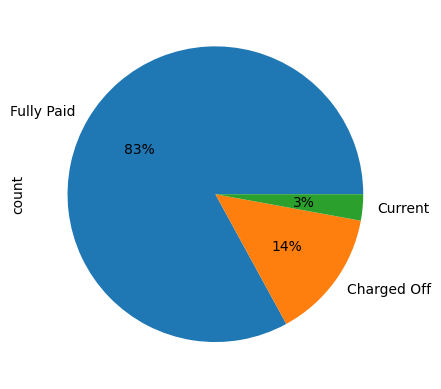 Fully Paid
83%
count
3%
Current
14%
Charged Off